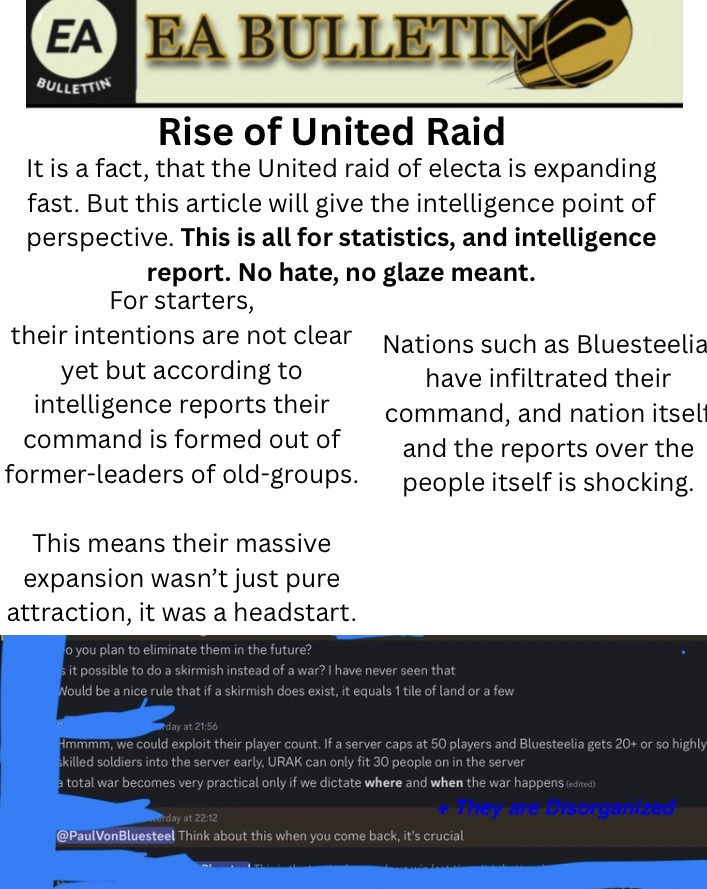 EA
BULLETTIN
EA BULLETIN
Rise of United Raid
It is a fact, that the United raid of electa is expanding
fast. But this article will give the intelligence point of
perspective. This is all for statistics, and intelligence
report. No hate, no glaze meant.
For starters,
their intentions are not clear
yet but according to
intelligence reports their
command is formed out of
former-leaders of old-groups.
This means their massive
expansion wasn’t just pure
attraction, it was a headstart.
Nations such as Bluesteelia
have infiltrated their
command, and nation itself
and the reports over the
people itself is shocking.
o you plan to eliminate them in the future?
s it possible to do a skirmish instead of a war? I have never seen that
Would be a nice rule that if a skirmish does exist, it equals 1 tile of land or a few
rday at 21:56
Hmmmm, we could exploit their player count. If a server caps at 50 players and Bluesteelia gets 20+ or so highly
skilled soldiers into the server early, URAK can only fit 30 people on in the server
a total war becomes very practical only if we dictate where and when the war happens (edited)
+ They are Disorganized
erday at 22:12
@PaulVonBluesteel Think about this when you come back, it's crucial